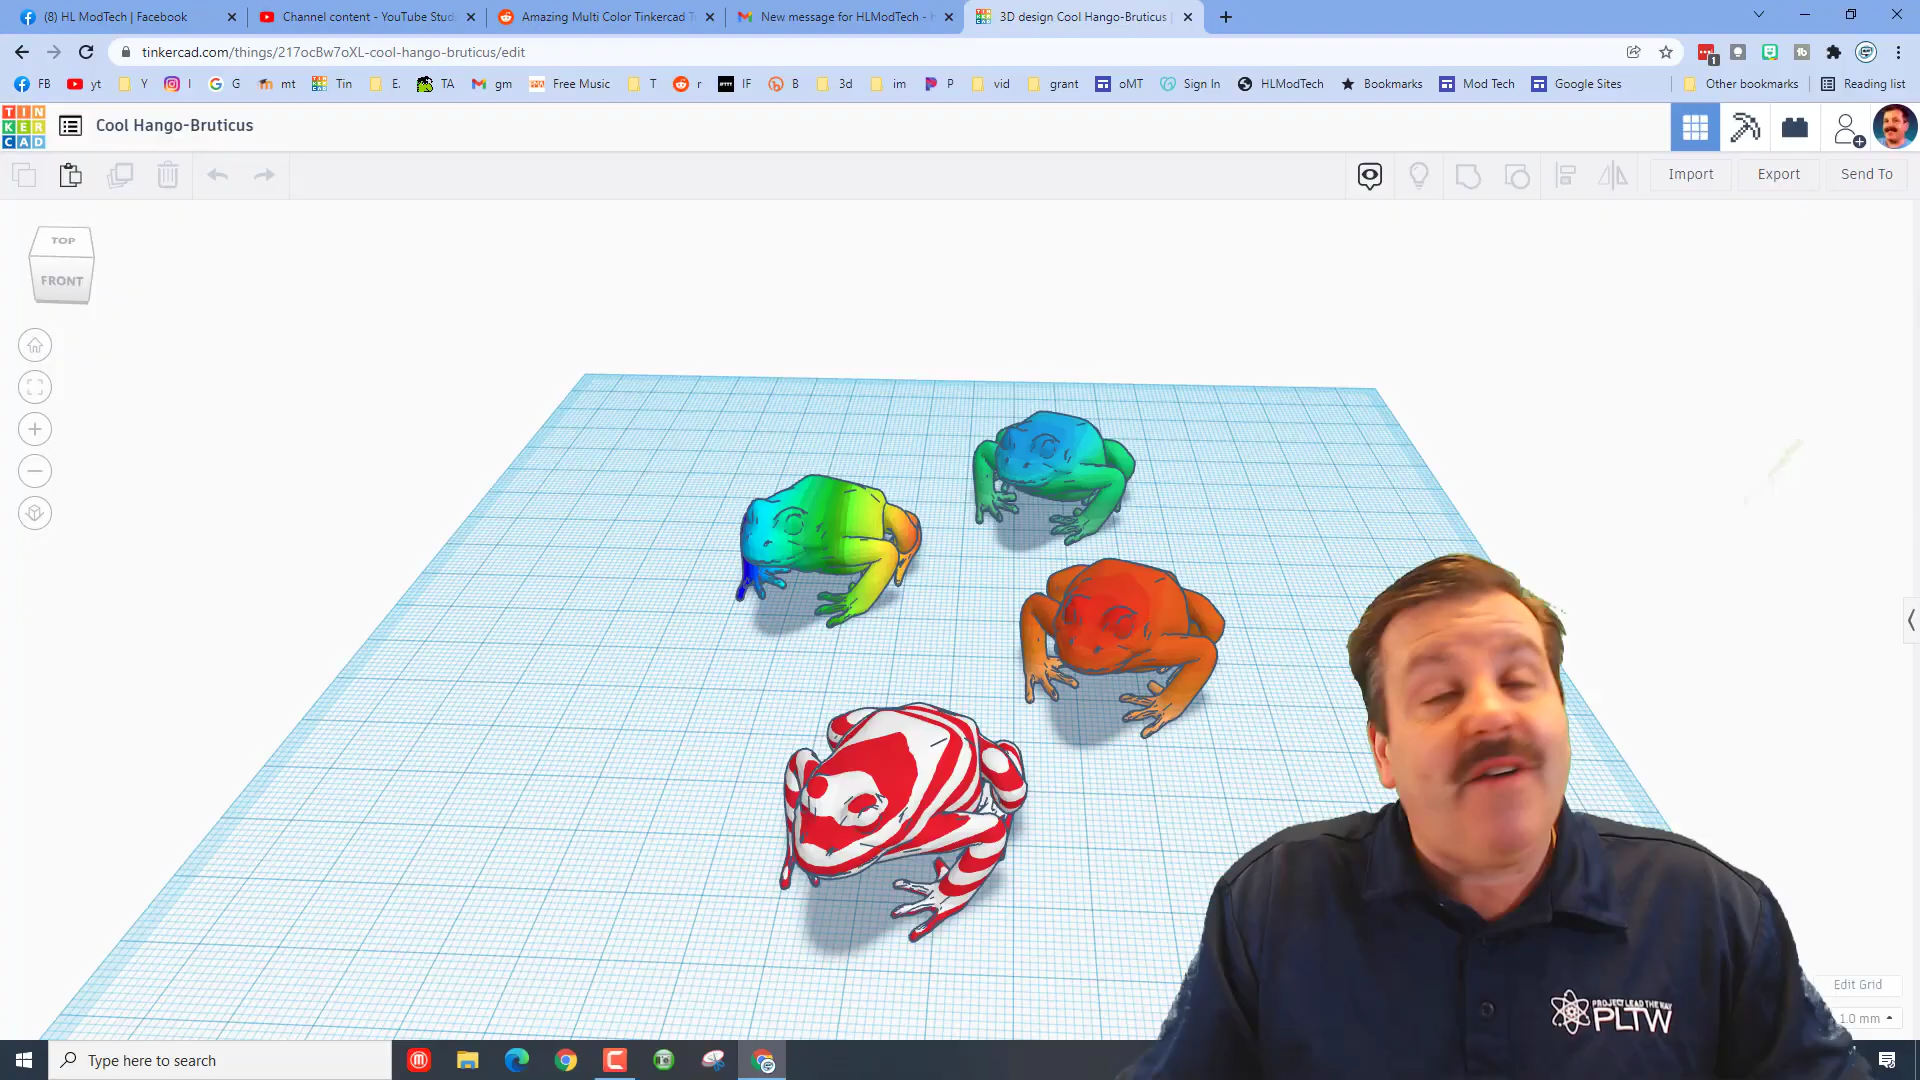 (8) HL ModTech | Facebook
Channel content - YouTube Stud
Amazing Multi Color Tinkercad T
New message for HLModTech - h
3D design Cool Hango-Bruticus |
tinkercad.com/things/217ocBw7oXL-cool-hango-bruticus/edit
1
FB
yt
Y
I
G
mt
Tin
E.
TA
gm
Free Music
T
r
IF
B
3d
im
P
vid
grant
oMT
Sign In
HLModTech
Bookmarks
Mod Tech
Google Sites
Other bookmarks
Reading list
TIN
KER
CAD
Cool Hango-Bruticus
Import
Export
Send To
TOP
FRONT
PROJECT LEAD THE WAY
PLTW
Edit Grid
1.0 mm
Type here to search